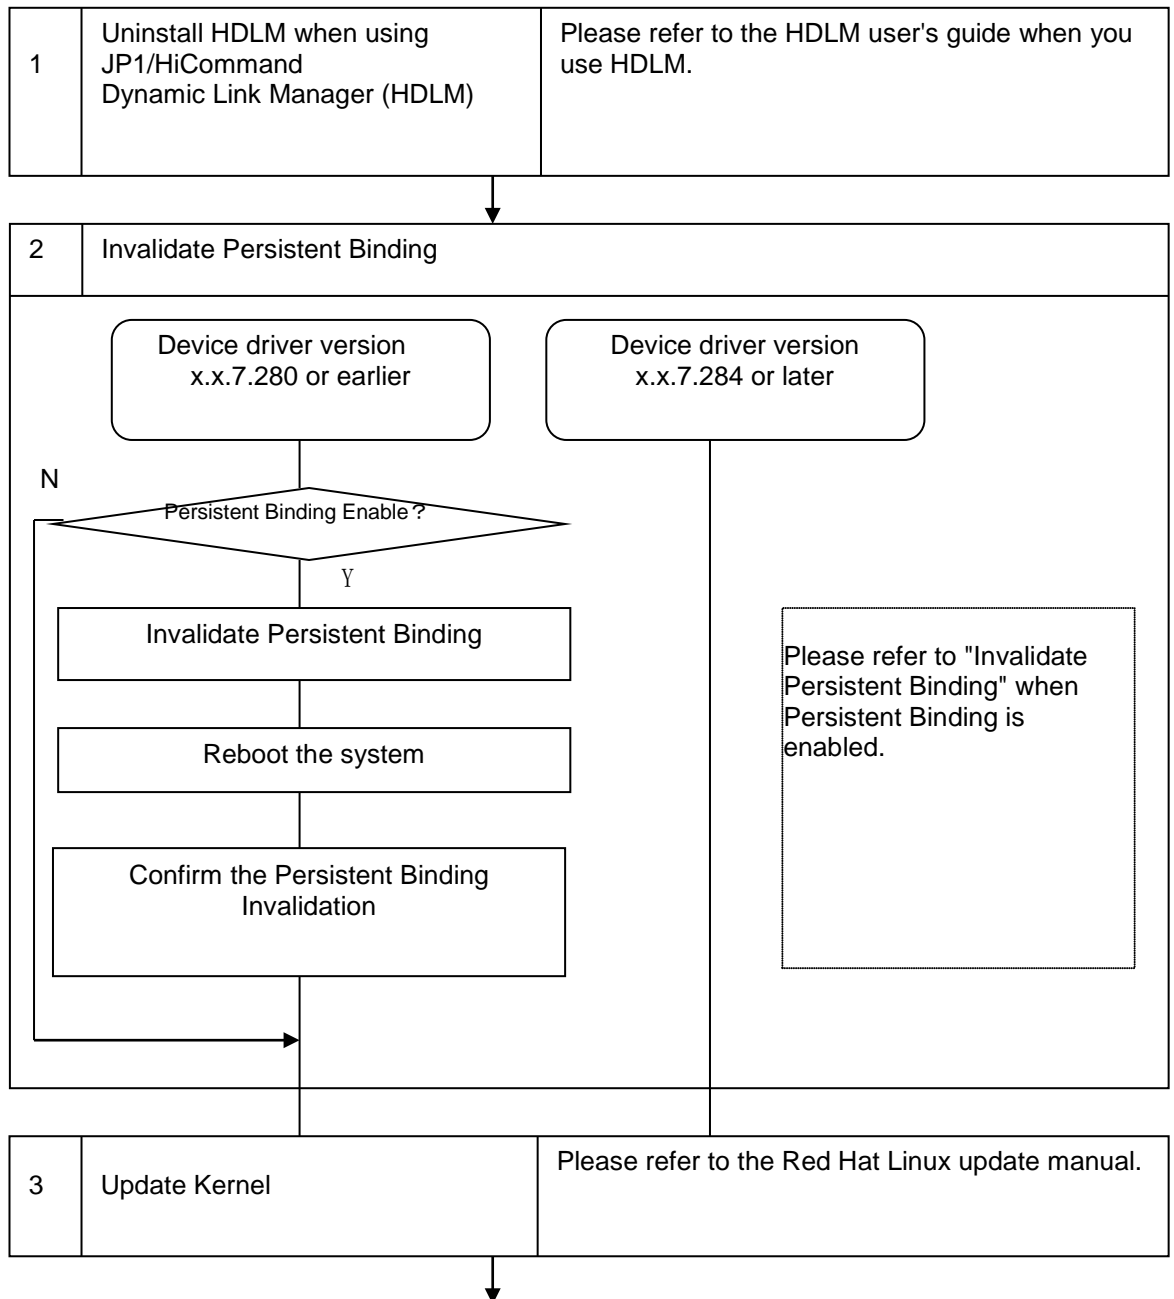 1
Uninstall HDLM when using
JP1/HiCommand
Dynamic Link Manager (HDLM)
Please refer to the HDLM user's guide when you
use HDLM.
2
Invalidate Persistent Binding
Device driver version
x.x.7.280 or earlier
Device driver version
x.x.7.284 or later
N
Persistent Binding Enable？
Y
Invalidate Persistent Binding
Reboot the system
Confirm the Persistent Binding
Invalidation
Please refer to "Invalidate
Persistent Binding" when
Persistent Binding is
enabled.
3
Update Kernel
Please refer to the Red Hat Linux update manual.